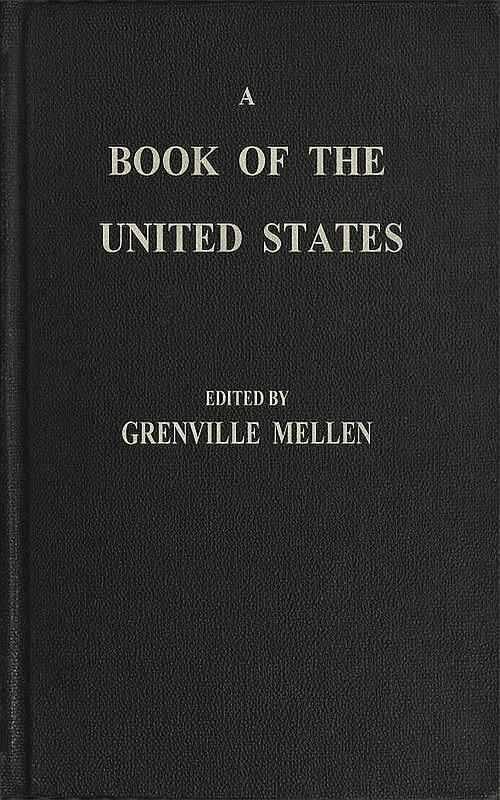 A
BOOK OF THE
UNITED STATES
EDITED BY
GRENVILLE MELLEN